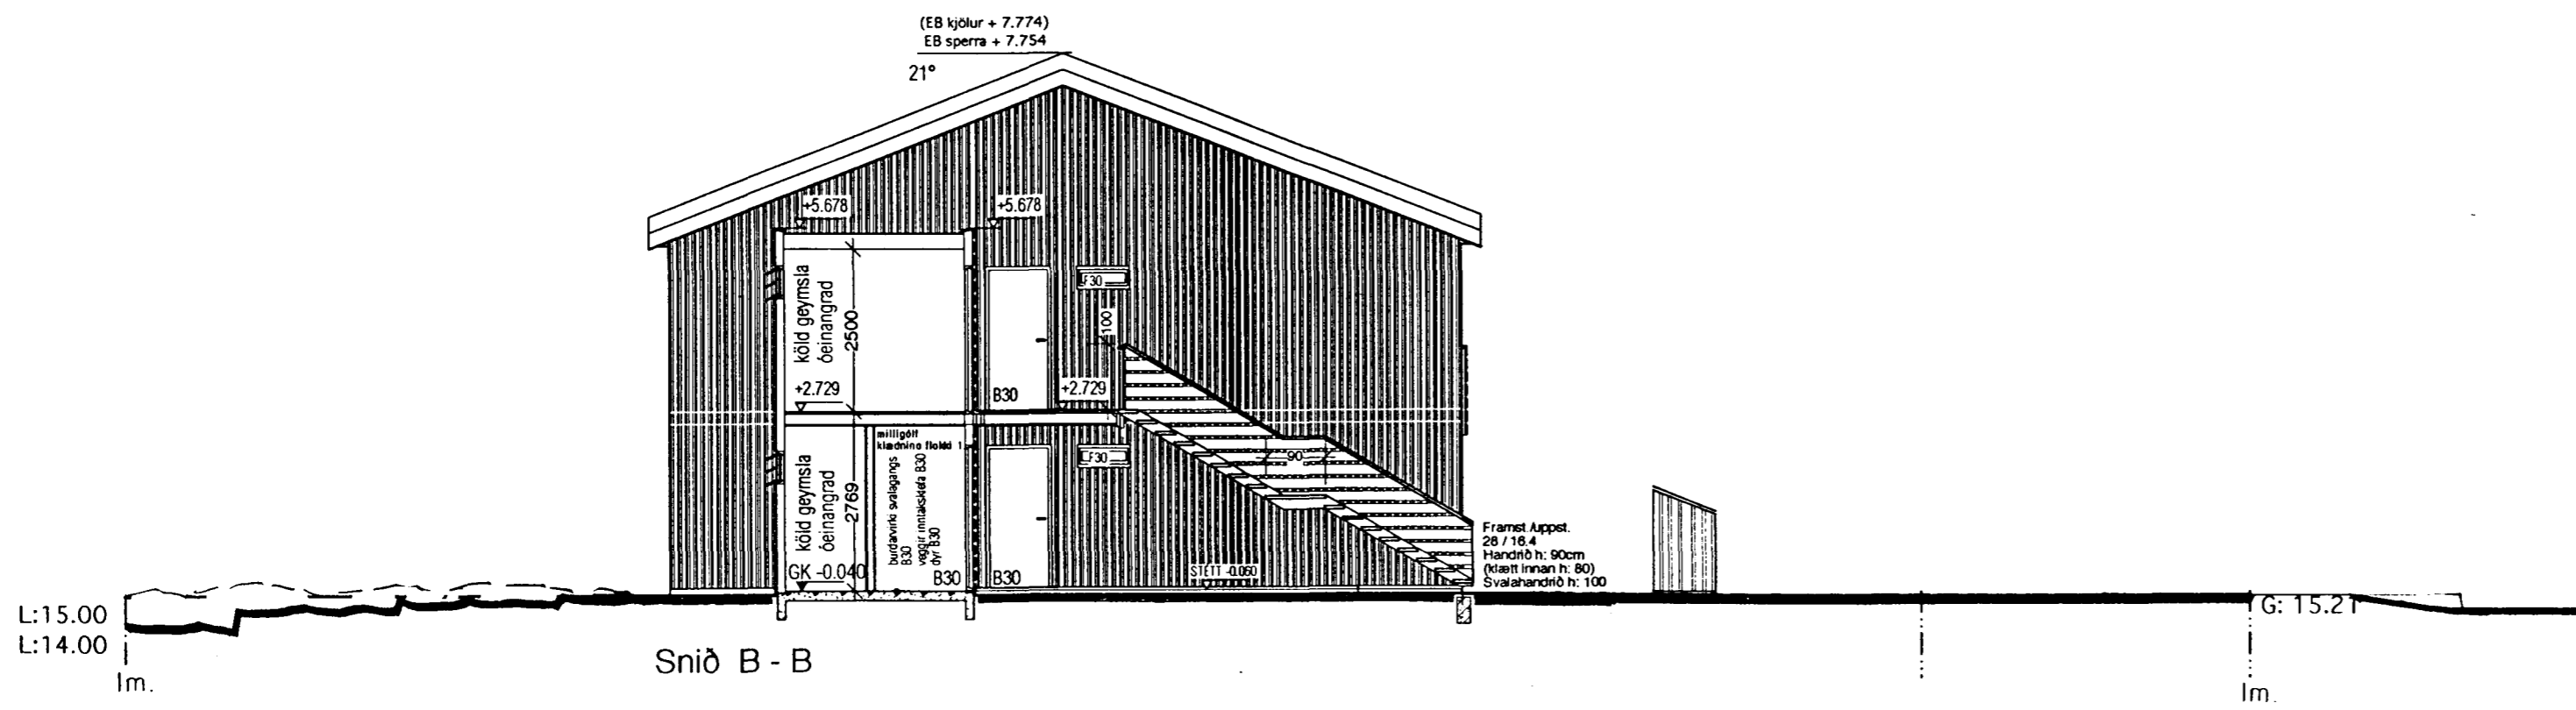 (EB kjölur + 7.774)
EB sperra + 7.754
21°
+5.678
+5.678
köld geymsla
óeinangrad
2500
F30
100
+2.729
B30
+2.729
milligólf
klædning flokki 1
köld geymsla
óeinangrad
2769
burdarvirki svalagangs
B30
veggir inntaksklefa B30
dyr B30
F30
90
GK -0.040
B30
B30
STÉTT -0.060
Framst./uppst.
28 / 16.4
Handrið h: 90cm
(klætt innan h: 80)
Svalahandrið h: 100
L:15.00
L:14.00
G: 15.21
lm.
Snið B - B
lm.